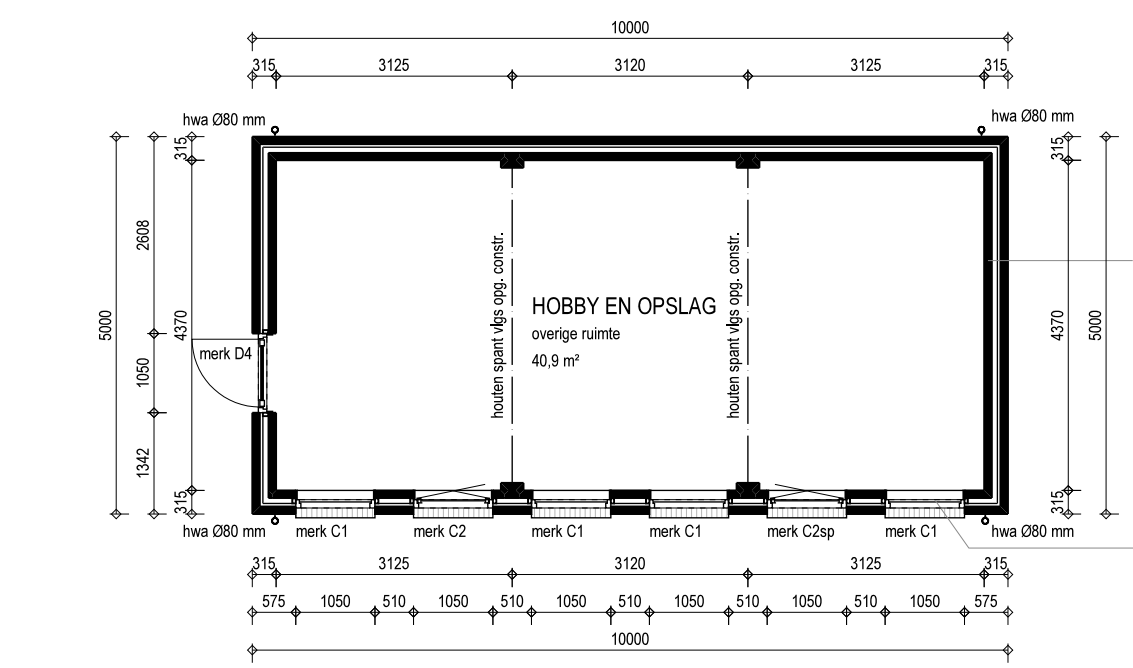 10000
315 3125 3120 3125 315
hwa Ø80 mm
hwa Ø80 mm
315
315
2608
5000
4370
1050
1342
315
merk D4
houten spant vlgs opg. constr.
HOBBY EN OPSLAG
overige ruimte
40,9 m²
houten spant vlgs opg. constr.
4370
5000
315
hwa Ø80 mm merk C1 merk C2 merk C1 merk C1 merk C2sp merk C1 hwa Ø80 mm
315 3125 3120 3125 315
575 1050 510 1050 510 1050 510 1050 510 1050 510 1050 575
10000